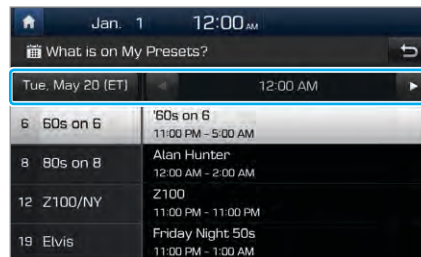 Jan. 1 12:00 AM
What is on My Presets?
Tue, May 20 (ET) 12:00 AM
6 60s on 6 '60s on 6
11:00 PM - 5:00 AM
8 80s on 8 Alan Hunter
12:00 AM - 2:00 AM
12 Z100/NY Z100
11:00 PM - 11:00 PM
19 Elvis Friday Night 50s
11:00 PM - 1:00 AM